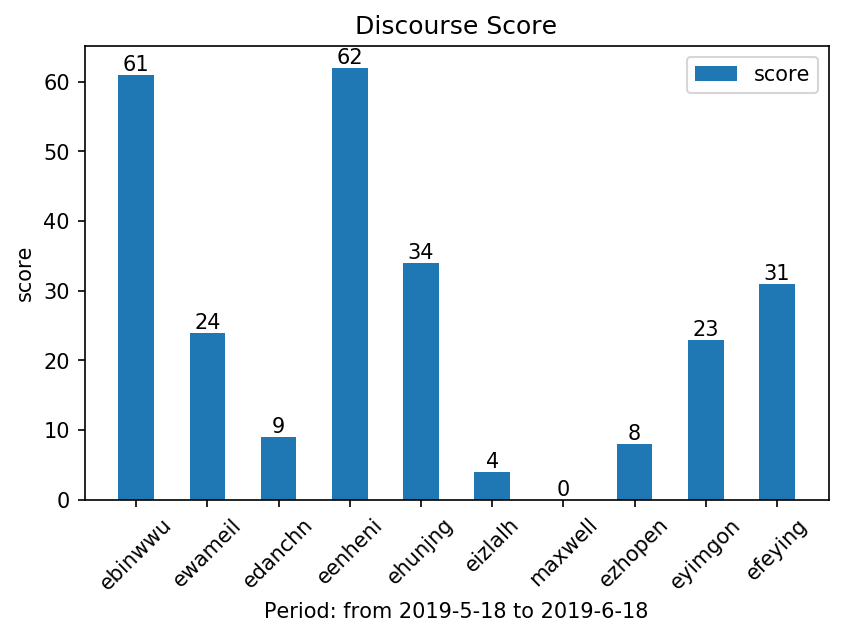 Discourse Score
score
61
24
9
62
34
4
0
8
23
31
60
50
40
30
20
10
0
score
ebinwwu
ewameil
edanchn
eenheni
ehunjng
eizlalh
maxwell
ezhopen
eyimgon
efeying
Period: from 2019-5-18 to 2019-6-18